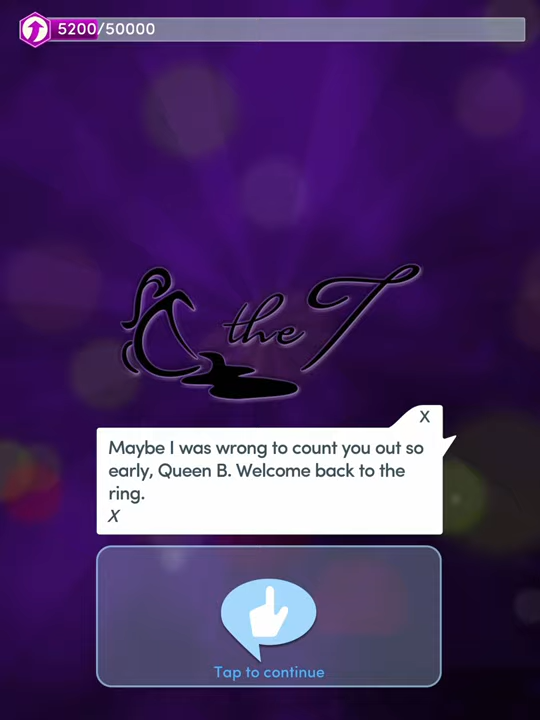 5200/50000
the T
X
Maybe I was wrong to count you out so
early, Queen B. Welcome back to the
ring.
X
Tap to continue